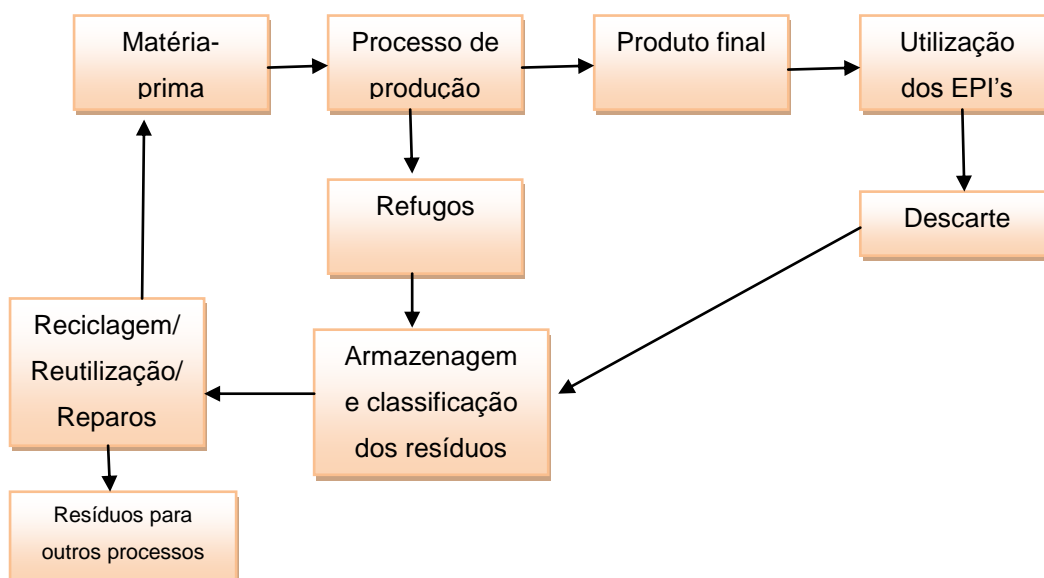 Matéria-
prima
Processo de
produção
Produto final
Utilização
dos EPI’s
Refugos
Descarte
Reciclagem/
Reutilização/
Reparos
Armazenagem
e classificação
dos resíduos
Resíduos para
outros processos